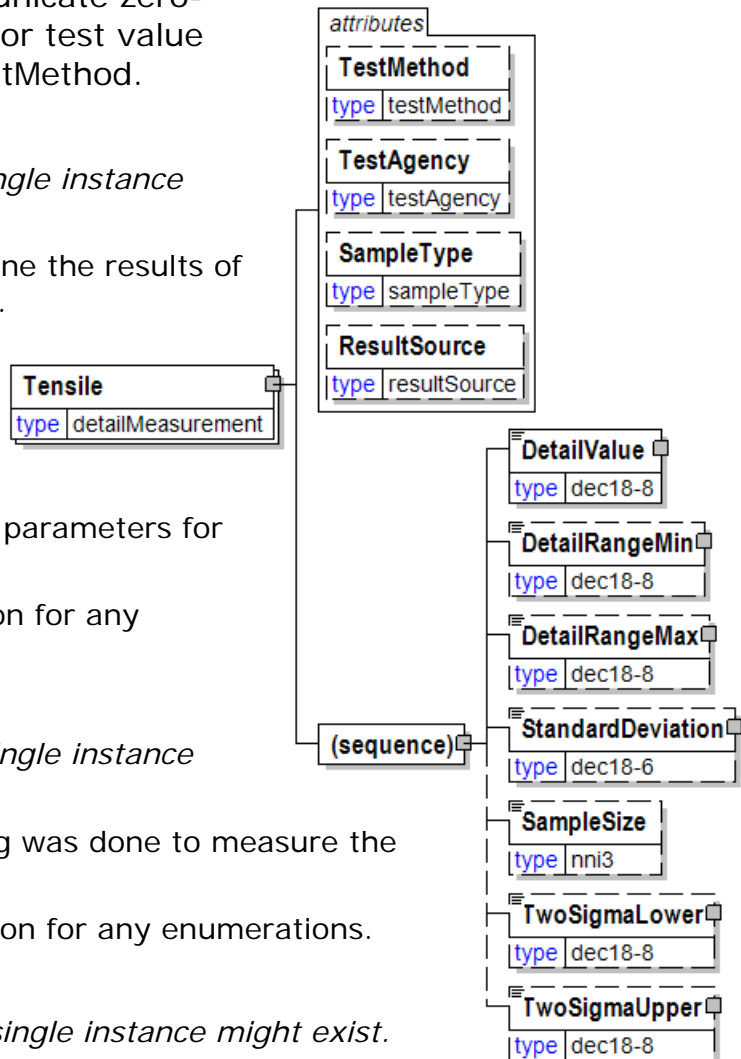 unicate zero-
or test value
tMethod.
ngle instance
ne the results of
.
parameters for
on for any
ingle instance
g was done to measure the
on for any enumerations.
single instance might exist.
attributes
TestMethod
type testMethod
TestAgency
type testAgency
SampleType
type sampleType
ResultSource
type resultSource
Tensile
type detailMeasurement
(sequence)
DetailValue
type dec18-8
DetailRangeMin
type dec18-8
DetailRangeMax
type dec18-8
StandardDeviation
type dec18-6
SampleSize
type nni3
TwoSigmaLower
type dec18-8
TwoSigmaUpper
type dec18-8